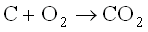 C + O₂ → CO₂